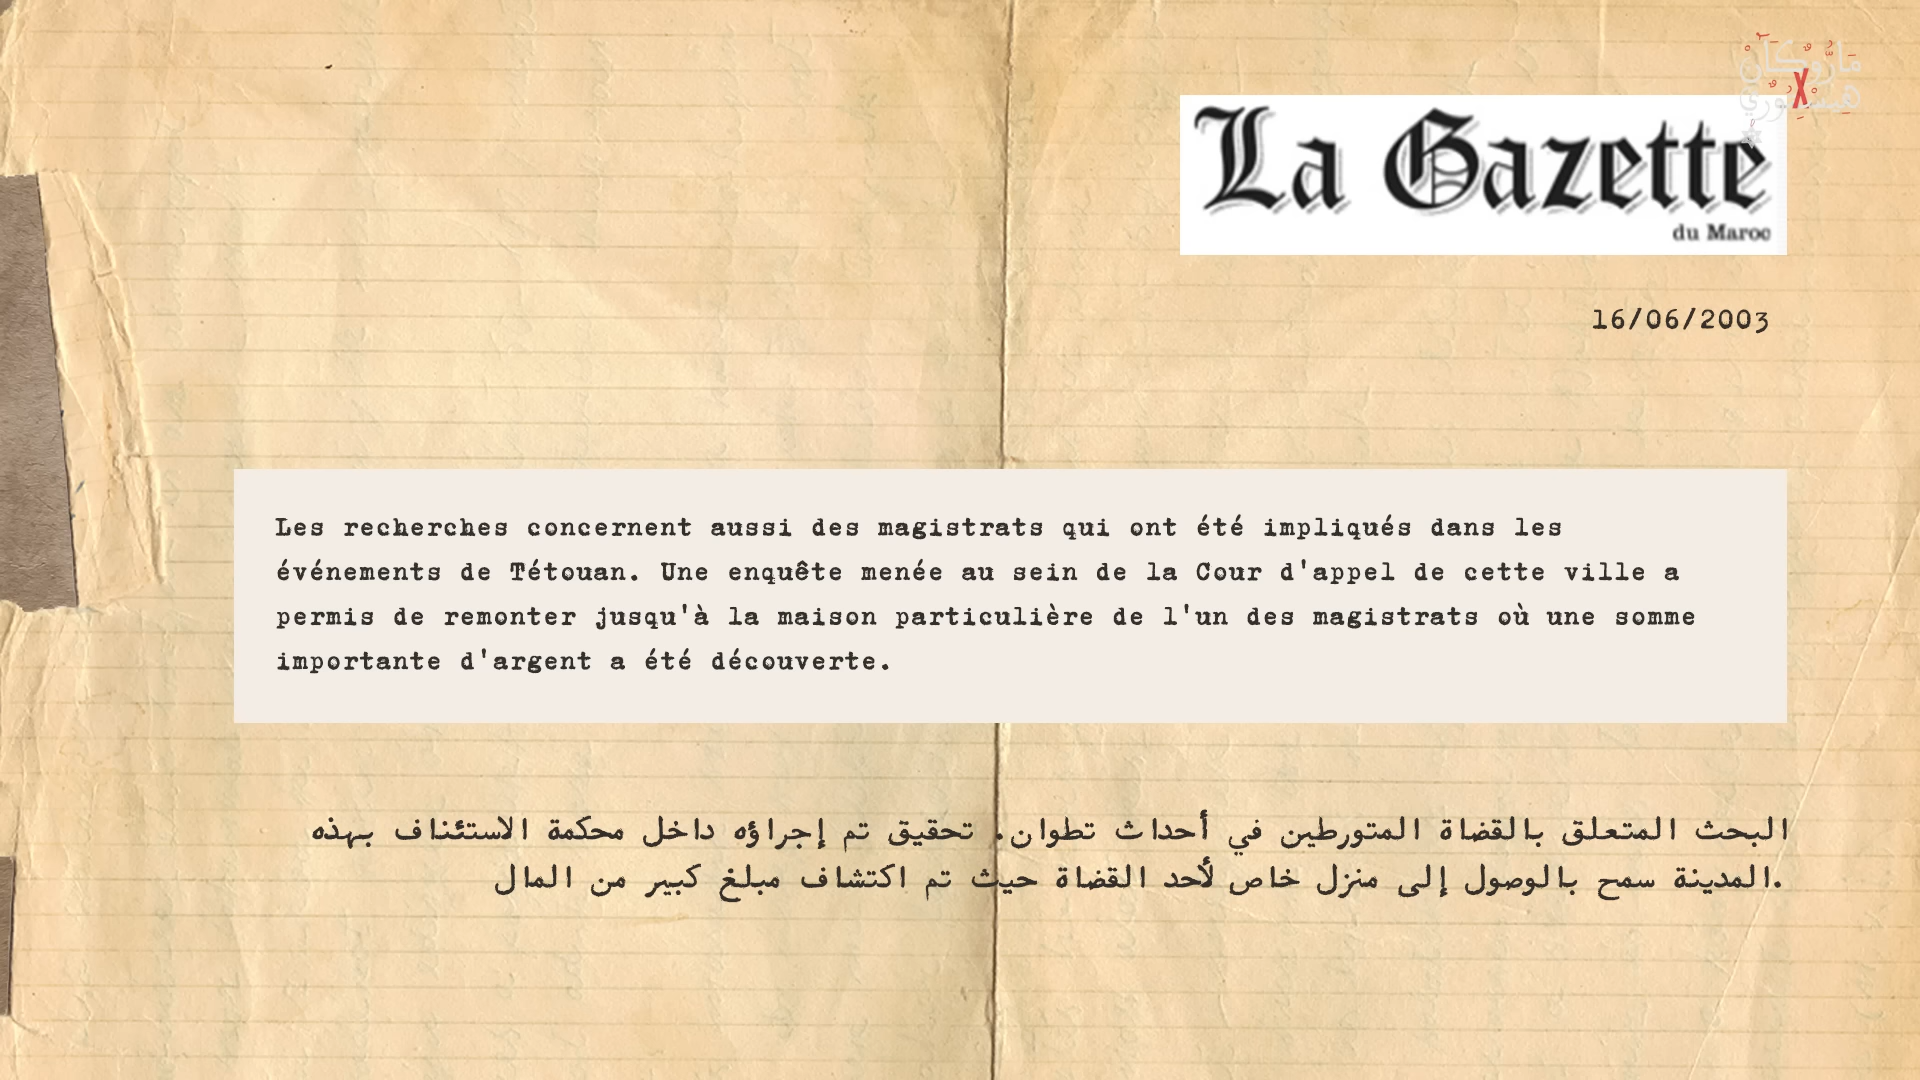 ماروكان
هيستوري
La Gazette
du Maroc
16/06/2003
Les recherches concernent aussi des magistrats qui ont été impliqués dans les
événements de Tétouan. Une enquête menée au sein de la Cour d'appel de cette ville a
permis de remonter jusqu'à la maison particulière de l'un des magistrats où une somme
importante d'argent a été découverte.
البحث المتعلق بالقضاة المتورطين في أحداث تطوان. تحقيق تم إجراؤه داخل محكمة الاستئناف بهذه
.المدينة سمح بالوصول إلى منزل خاص لأحد القضاة حيث تم اكتشاف مبلغ كبير من المال